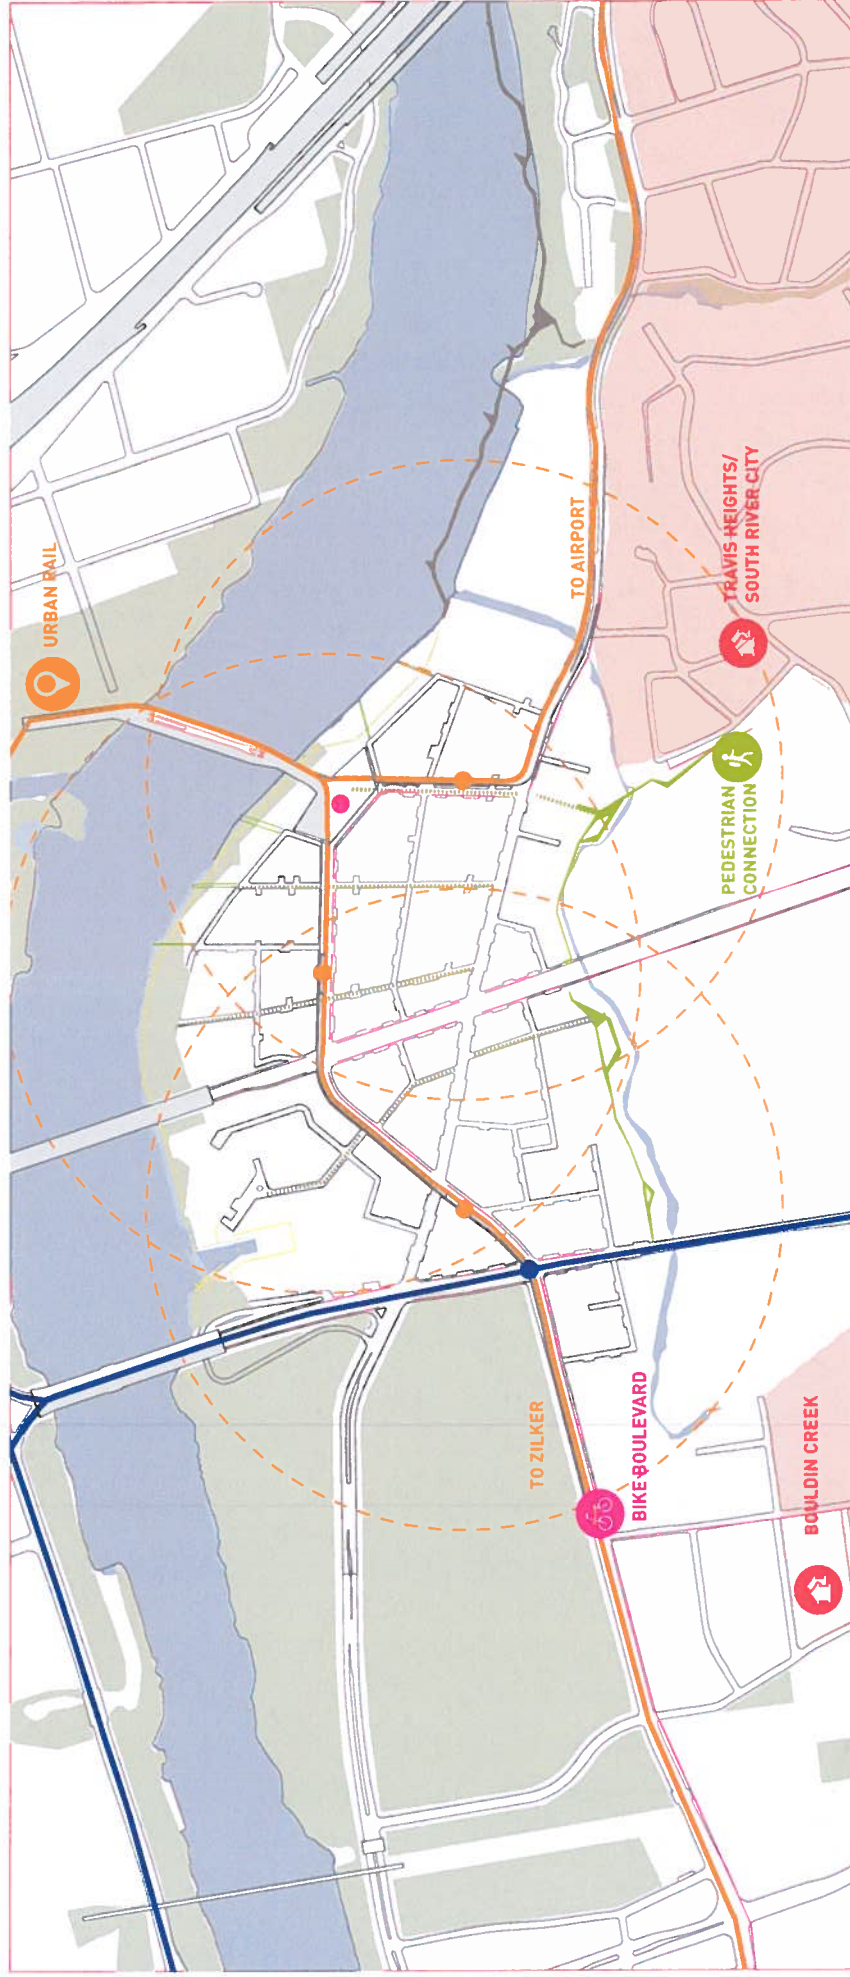 URBAN RAIL
TO AIRPORT
TRAVIS HEIGHTS/
SOUTH RIVER CITY
PEDESTRIAN
CONNECTION
TO ZILKER
BIKE BOULEVARD
BOULDIN CREEK